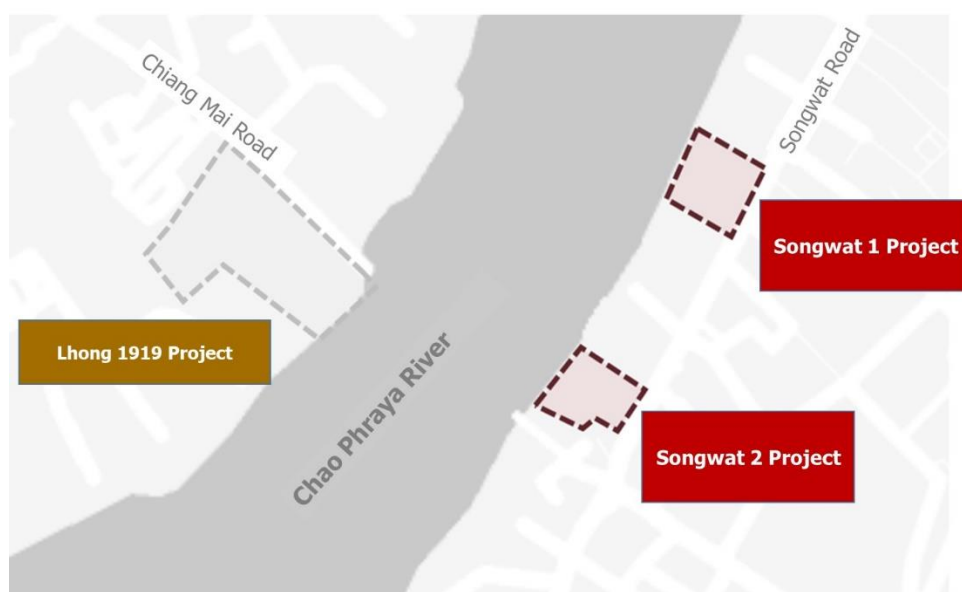 Chiang Mai Road
Songwat Road
Songwat 1 Project
Lhong 1919 Project
Chao Phraya River
Songwat 2 Project